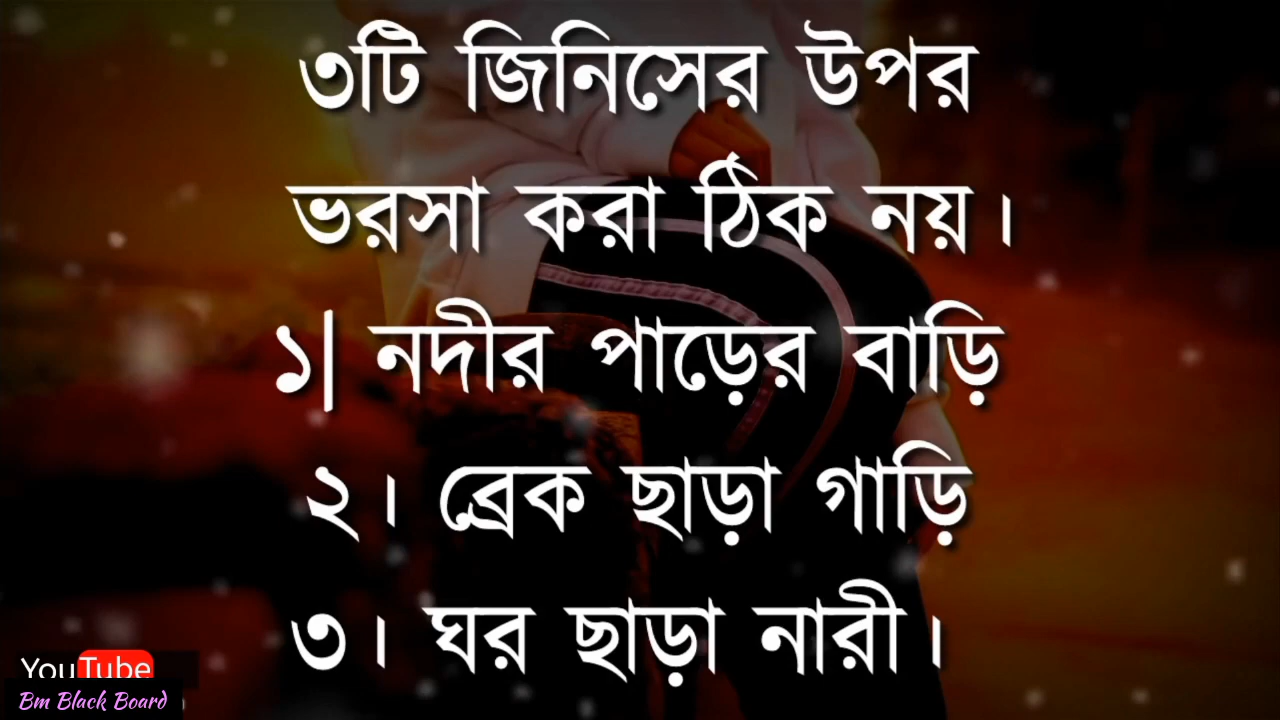 ৩টি জিনিসের উপর
ভরসা করা ঠিক নয়।
১| নদীর পাড়ের বাড়ি
২। ব্রেক ছাড়া গাড়ি
৩। ঘর ছাড়া নারী।
YouTube
Bm Black Board